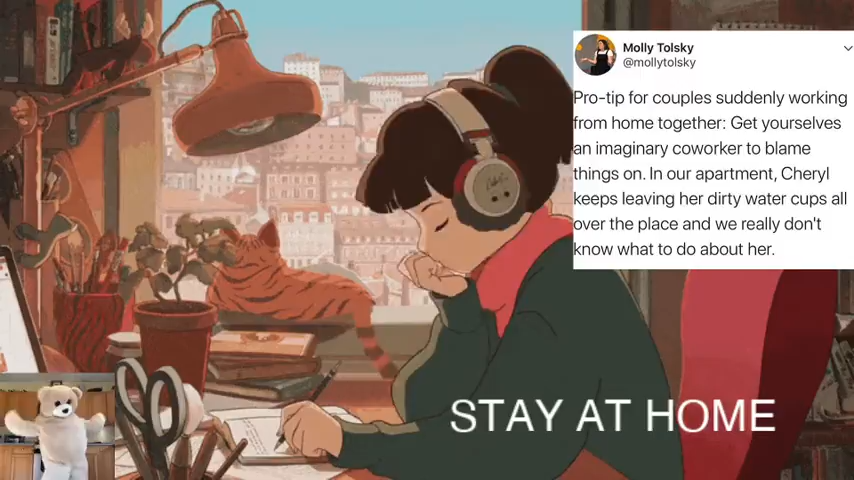 Molly Tolsky
@mollytolsky
Pro-tip for couples suddenly working
from home together: Get yourselves
an imaginary coworker to blame
things on. In our apartment, Cheryl
keeps leaving her dirty water cups all
over the place and we really don't
know what to do about her.
STAY AT HOME